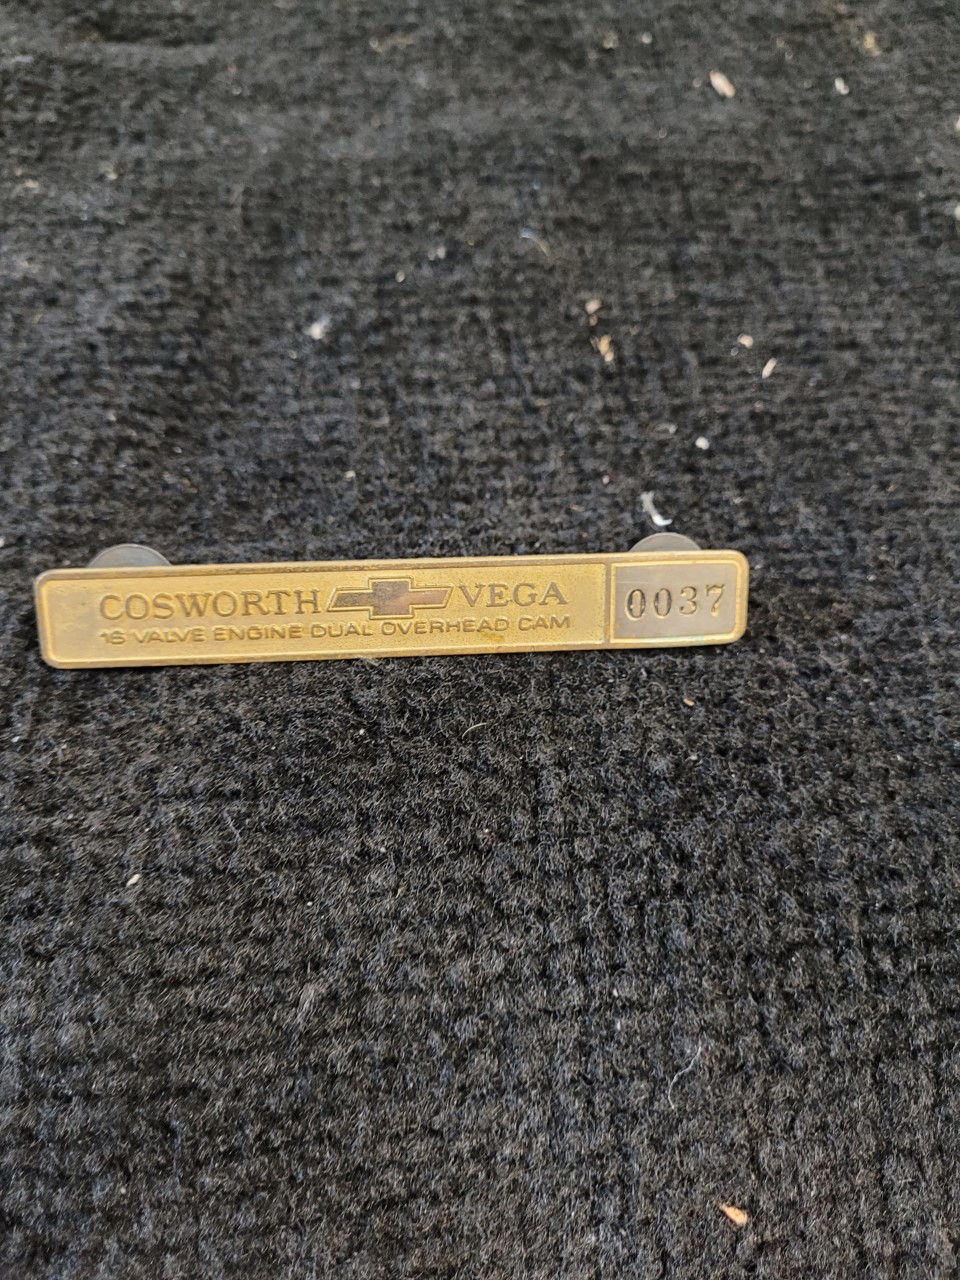 COSWORTH VEGA
16 VALVE ENGINE DUAL OVERHEAD CAM
0037